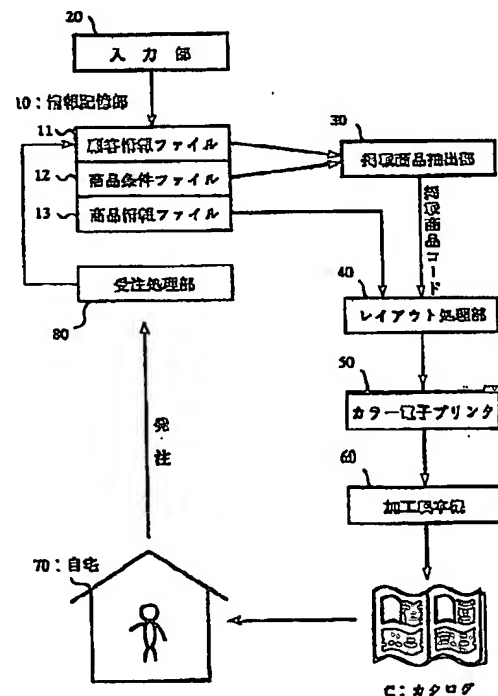 20
入力部
10：情報記憶部
11
顧客情報ファイル
12
商品条件ファイル
13
商品情報ファイル
30
掲載商品抽出部
掲載商品コード
受注処理部
80
40
レイアウト処理部
50
カラー電子プリンタ
60
加工製本機
発注
70：自宅
C：カタログ